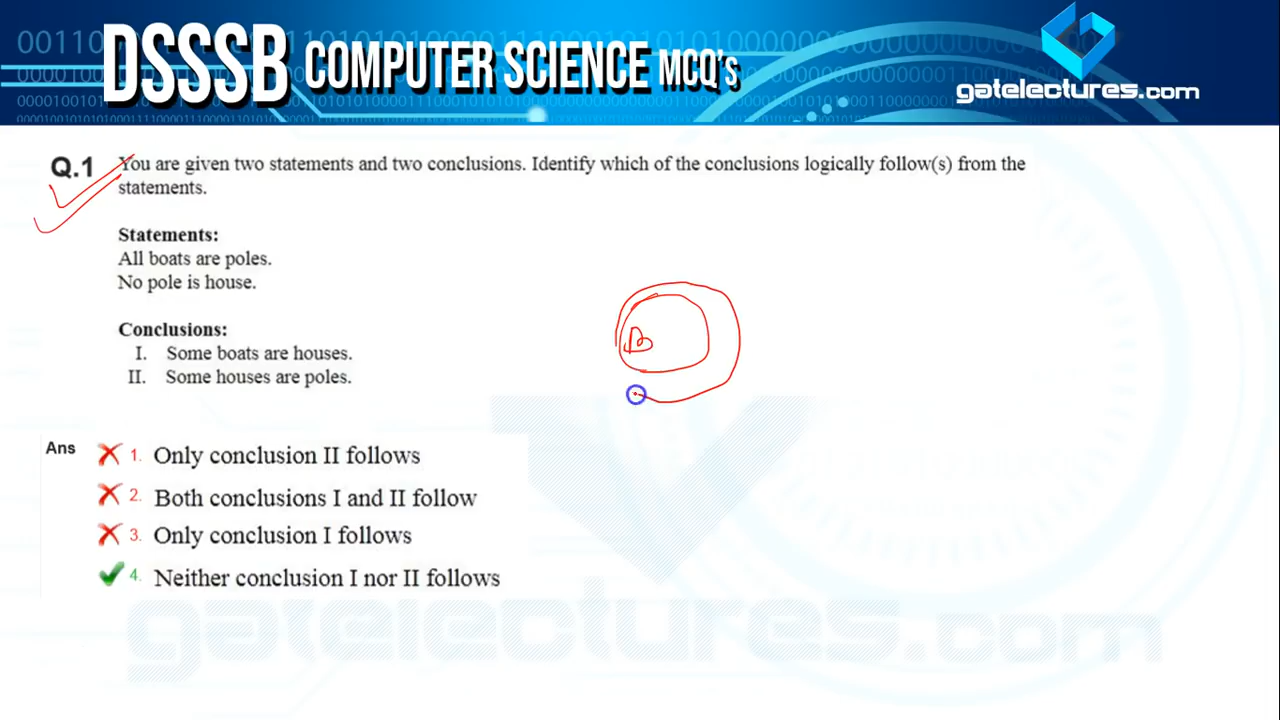 DSSSB COMPUTER SCIENCE MCQ'S
gatelectures.com
Q.1 You are given two statements and two conclusions. Identify which of the conclusions logically follow(s) from the
statements.
Statements:
All boats are poles.
No pole is house.
Conclusions:
I. Some boats are houses.
II. Some houses are poles.
B
Ans
1. Only conclusion II follows
2. Both conclusions I and II follow
3. Only conclusion I follows
4. Neither conclusion I nor II follows
gatelectures.com